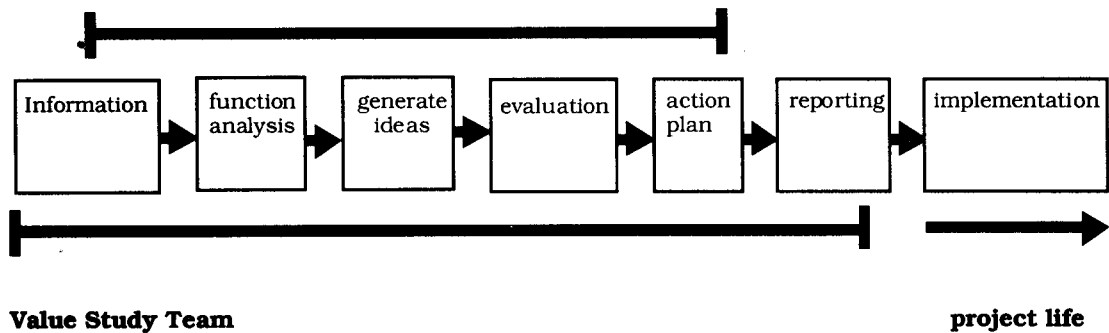 Information
function
analysis
generate
ideas
evaluation
action
plan
reporting
implementation
Value Study Team
project life